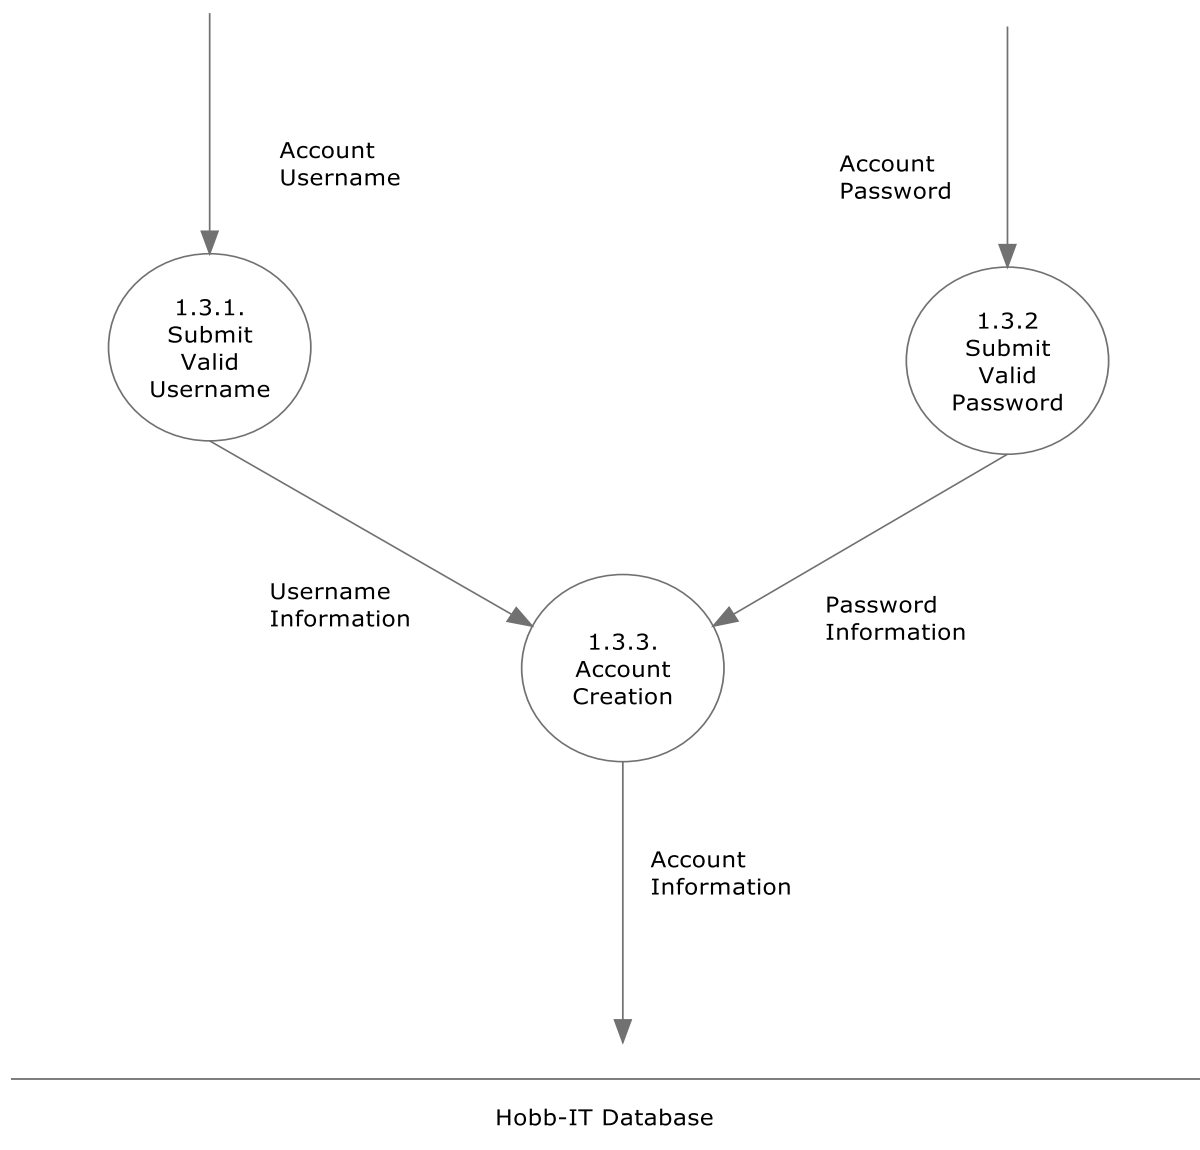 Account
Username
Account
Password
1.3.1.
Submit
Valid
Username
1.3.2
Submit
Valid
Password
Username
Information
Password
Information
1.3.3.
Account
Creation
Account
Information
Hobb-IT Database